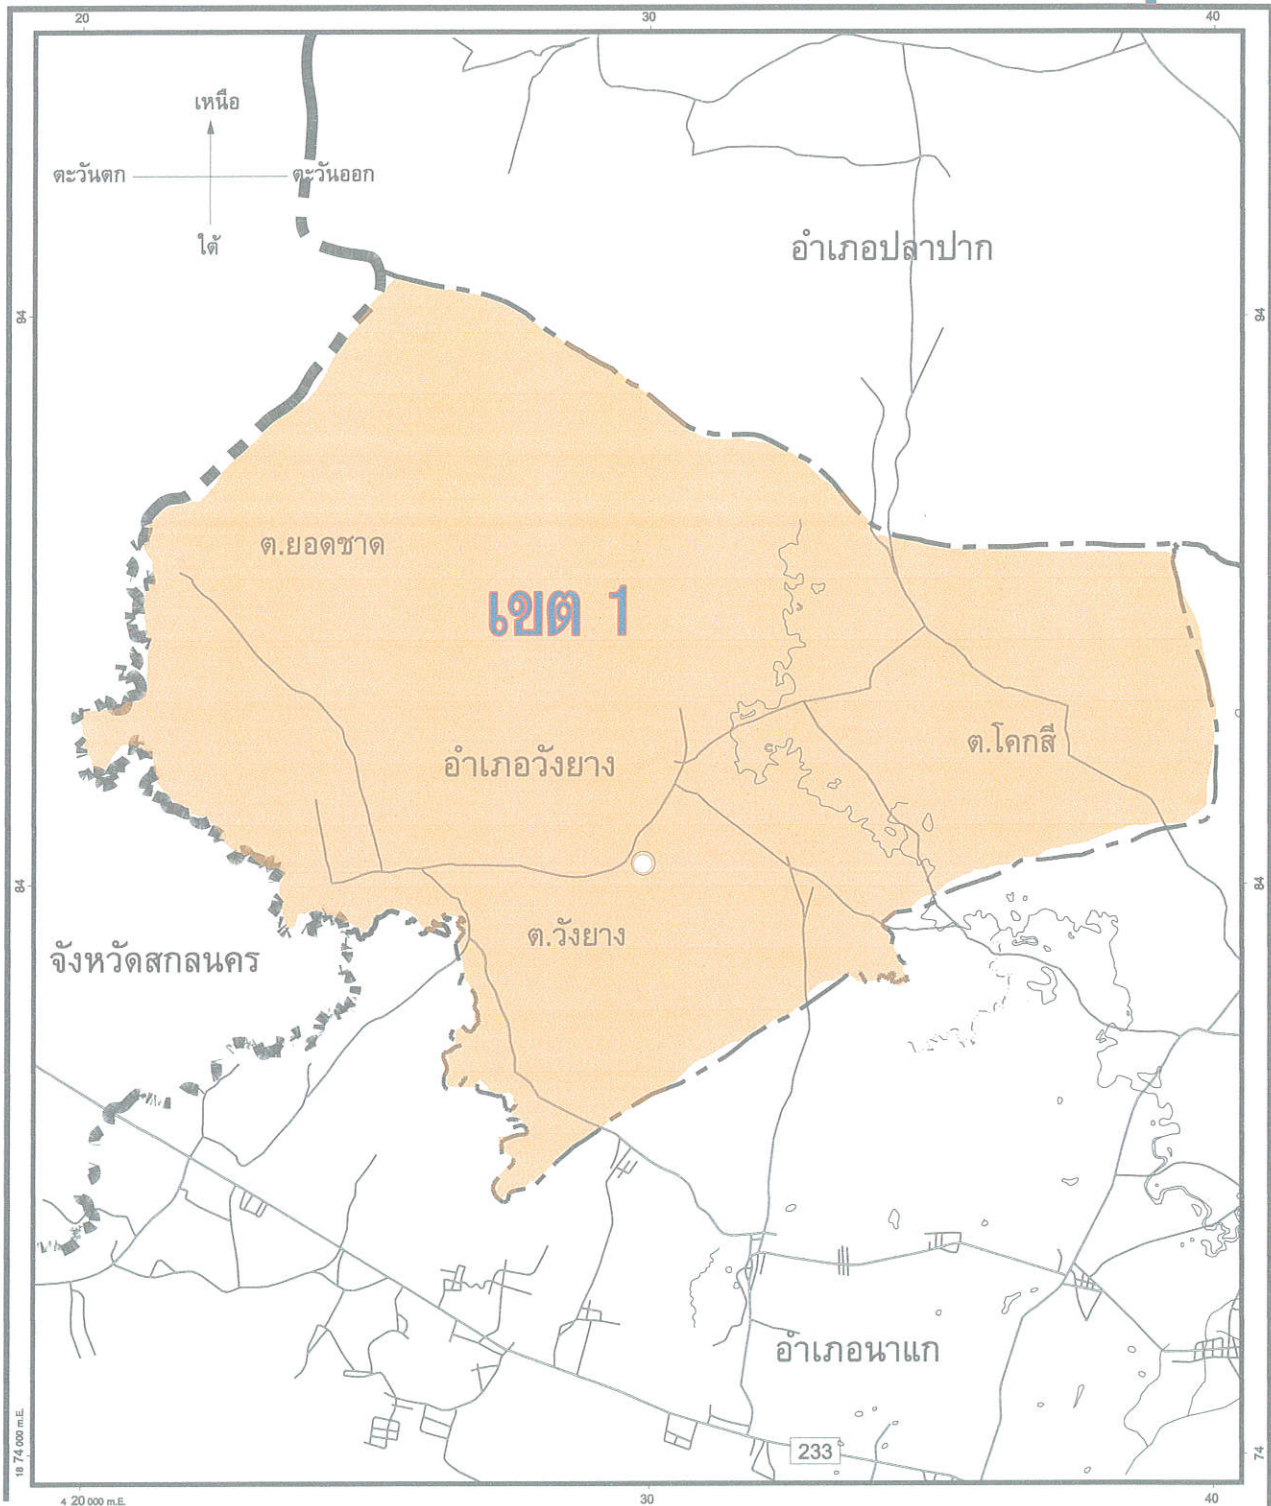 20 30 40
เหนือ
ตะวันตก ตะวันออก
ใต้
อำเภอปลาปาก
94 94
ต.ยอดชาด
เขต 1
ต.โคกสี
อำเภอวังยาง
84 84
ต.วังยาง
จังหวัดสกลนคร
อำเภอนาแก
233
18 74 000 m.E. 74
4 20 000 m.E. 30 40